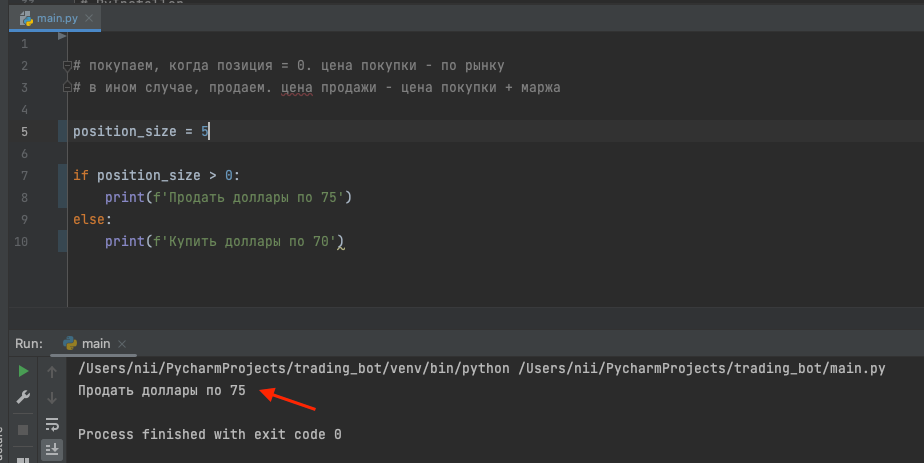 main.py
1
2 # покупаем, когда позиция = 0. цена покупки - по рынку
3 # в ином случае, продаем. цена продажи - цена покупки + маржа
4
5 position_size = 5
6
7 if position_size > 0:
8 print(f'Продать доллары по 75')
9 else:
10 print(f'Купить доллары по 70')
Run: main
/Users/nii/PycharmProjects/trading_bot/venv/bin/python /Users/nii/PycharmProjects/trading_bot/main.py
Продать доллары по 75
Process finished with exit code 0